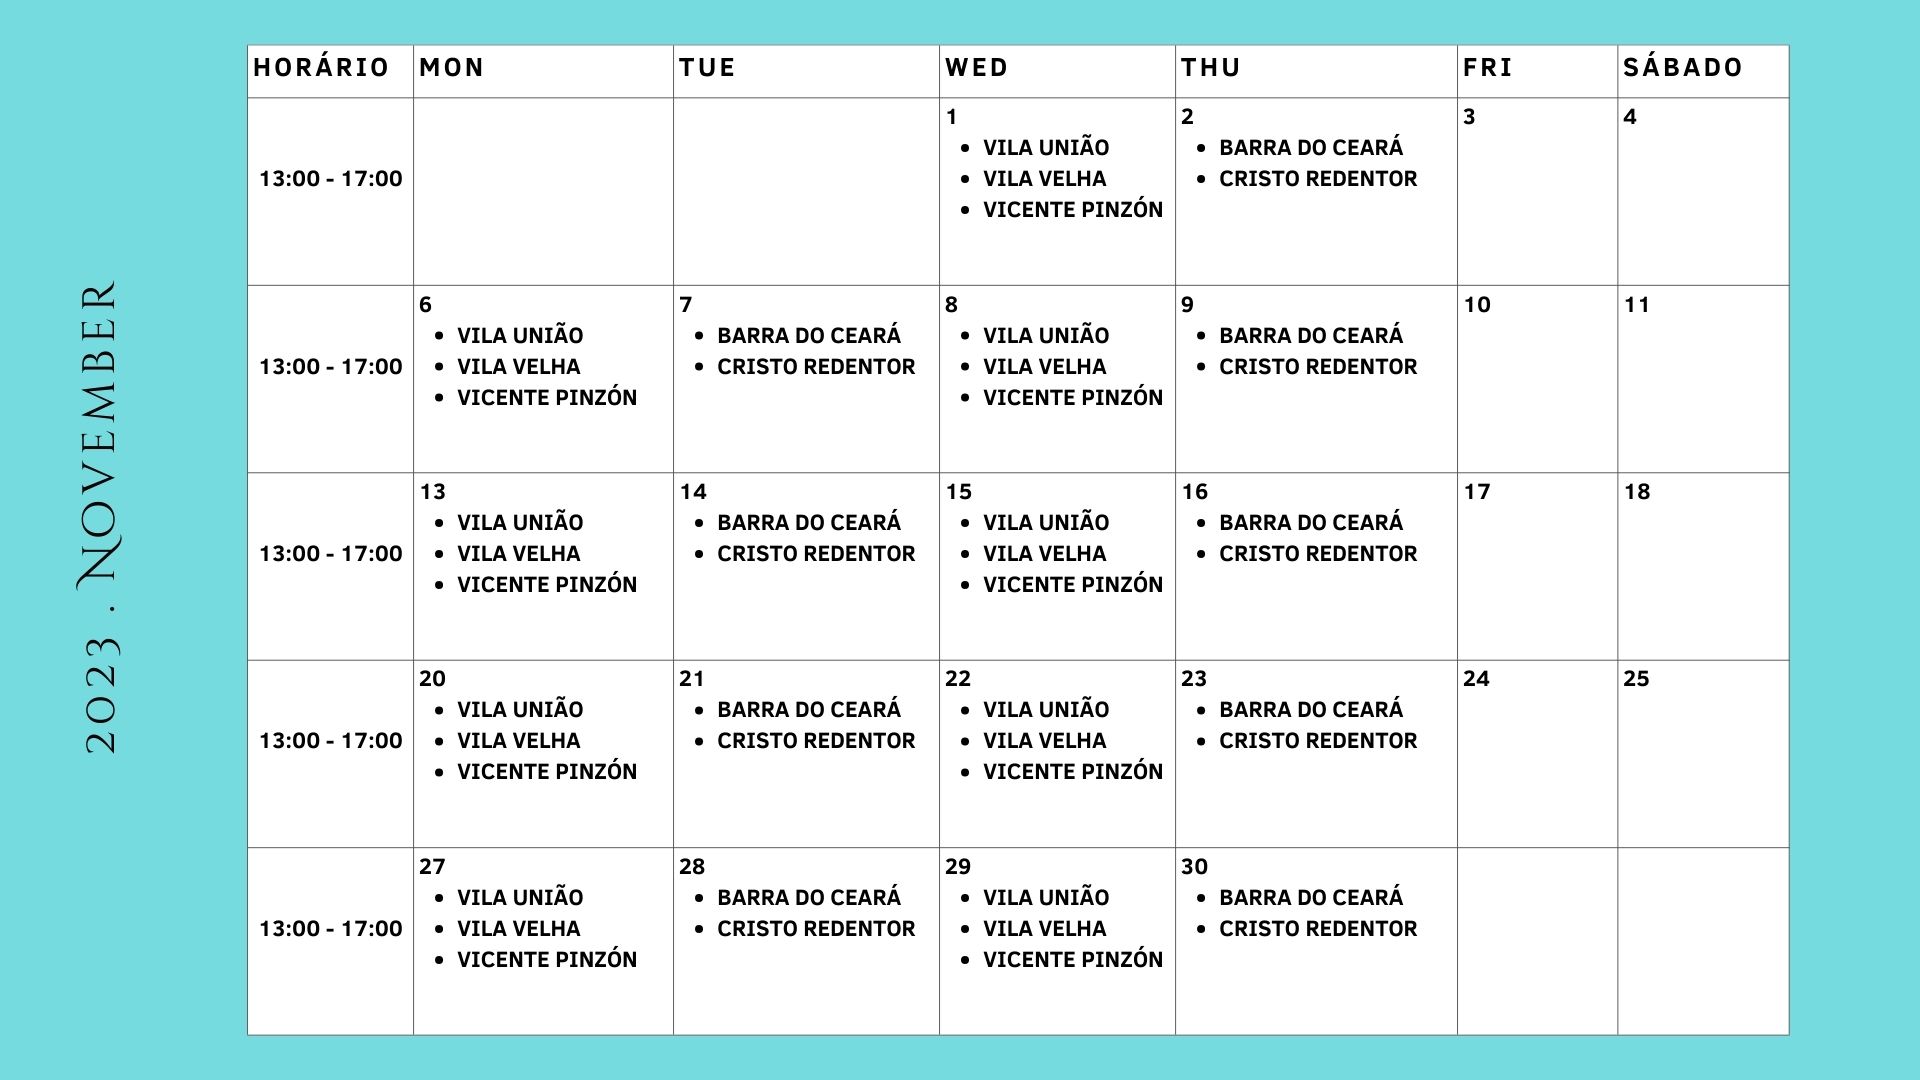 2023 . NOVEMBER
HORÁRIO MON TUE WED THU FRI SÁBADO
13:00 - 17:00
1
• VILA UNIÃO
• VILA VELHA
• VICENTE PINZÓN
2
• BARRA DO CEARÁ
• CRISTO REDENTOR
3
4
13:00 - 17:00
6
• VILA UNIÃO
• VILA VELHA
• VICENTE PINZÓN
7
• BARRA DO CEARÁ
• CRISTO REDENTOR
8
• VILA UNIÃO
• VILA VELHA
• VICENTE PINZÓN
9
• BARRA DO CEARÁ
• CRISTO REDENTOR
10
11
13:00 - 17:00
13
• VILA UNIÃO
• VILA VELHA
• VICENTE PINZÓN
14
• BARRA DO CEARÁ
• CRISTO REDENTOR
15
• VILA UNIÃO
• VILA VELHA
• VICENTE PINZÓN
16
• BARRA DO CEARÁ
• CRISTO REDENTOR
17
18
13:00 - 17:00
20
• VILA UNIÃO
• VILA VELHA
• VICENTE PINZÓN
21
• BARRA DO CEARÁ
• CRISTO REDENTOR
22
• VILA UNIÃO
• VILA VELHA
• VICENTE PINZÓN
23
• BARRA DO CEARÁ
• CRISTO REDENTOR
24
25
13:00 - 17:00
27
• VILA UNIÃO
• VILA VELHA
• VICENTE PINZÓN
28
• BARRA DO CEARÁ
• CRISTO REDENTOR
29
• VILA UNIÃO
• VILA VELHA
• VICENTE PINZÓN
30
• BARRA DO CEARÁ
• CRISTO REDENTOR